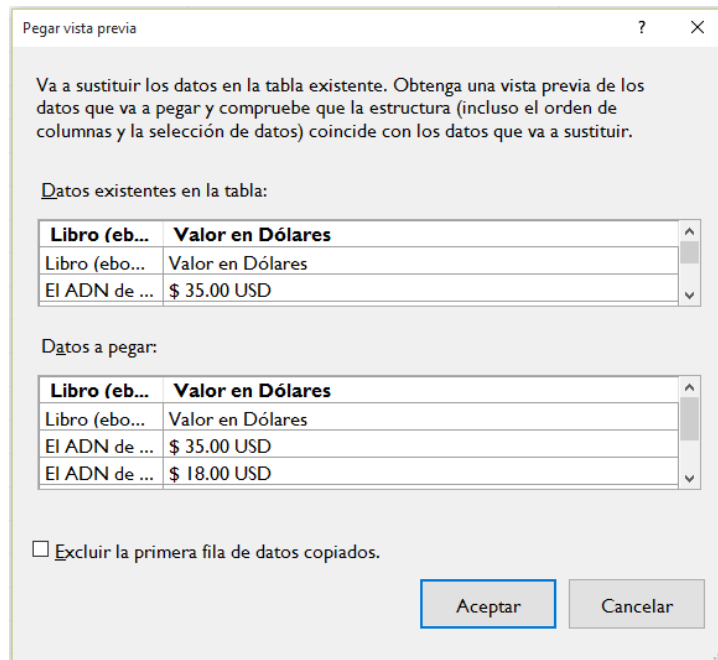 Pegar vista previa
?
Va a sustituir los datos en la tabla existente. Obtenga una vista previa de los
datos que va a pegar y compruebe que la estructura (incluso el orden de
columnas y la selección de datos) coincide con los datos que va a sustituir.
Datos existentes en la tabla:
Libro (eb... Valor en Dólares
Libro (ebo... Valor en Dólares
El ADN de ... $ 35.00 USD
Datos a pegar:
Libro (eb... Valor en Dólares
Libro (ebo... Valor en Dólares
El ADN de ... $ 35.00 USD
El ADN de ... $ 18.00 USD
Excluir la primera fila de datos copiados.
Aceptar Cancelar